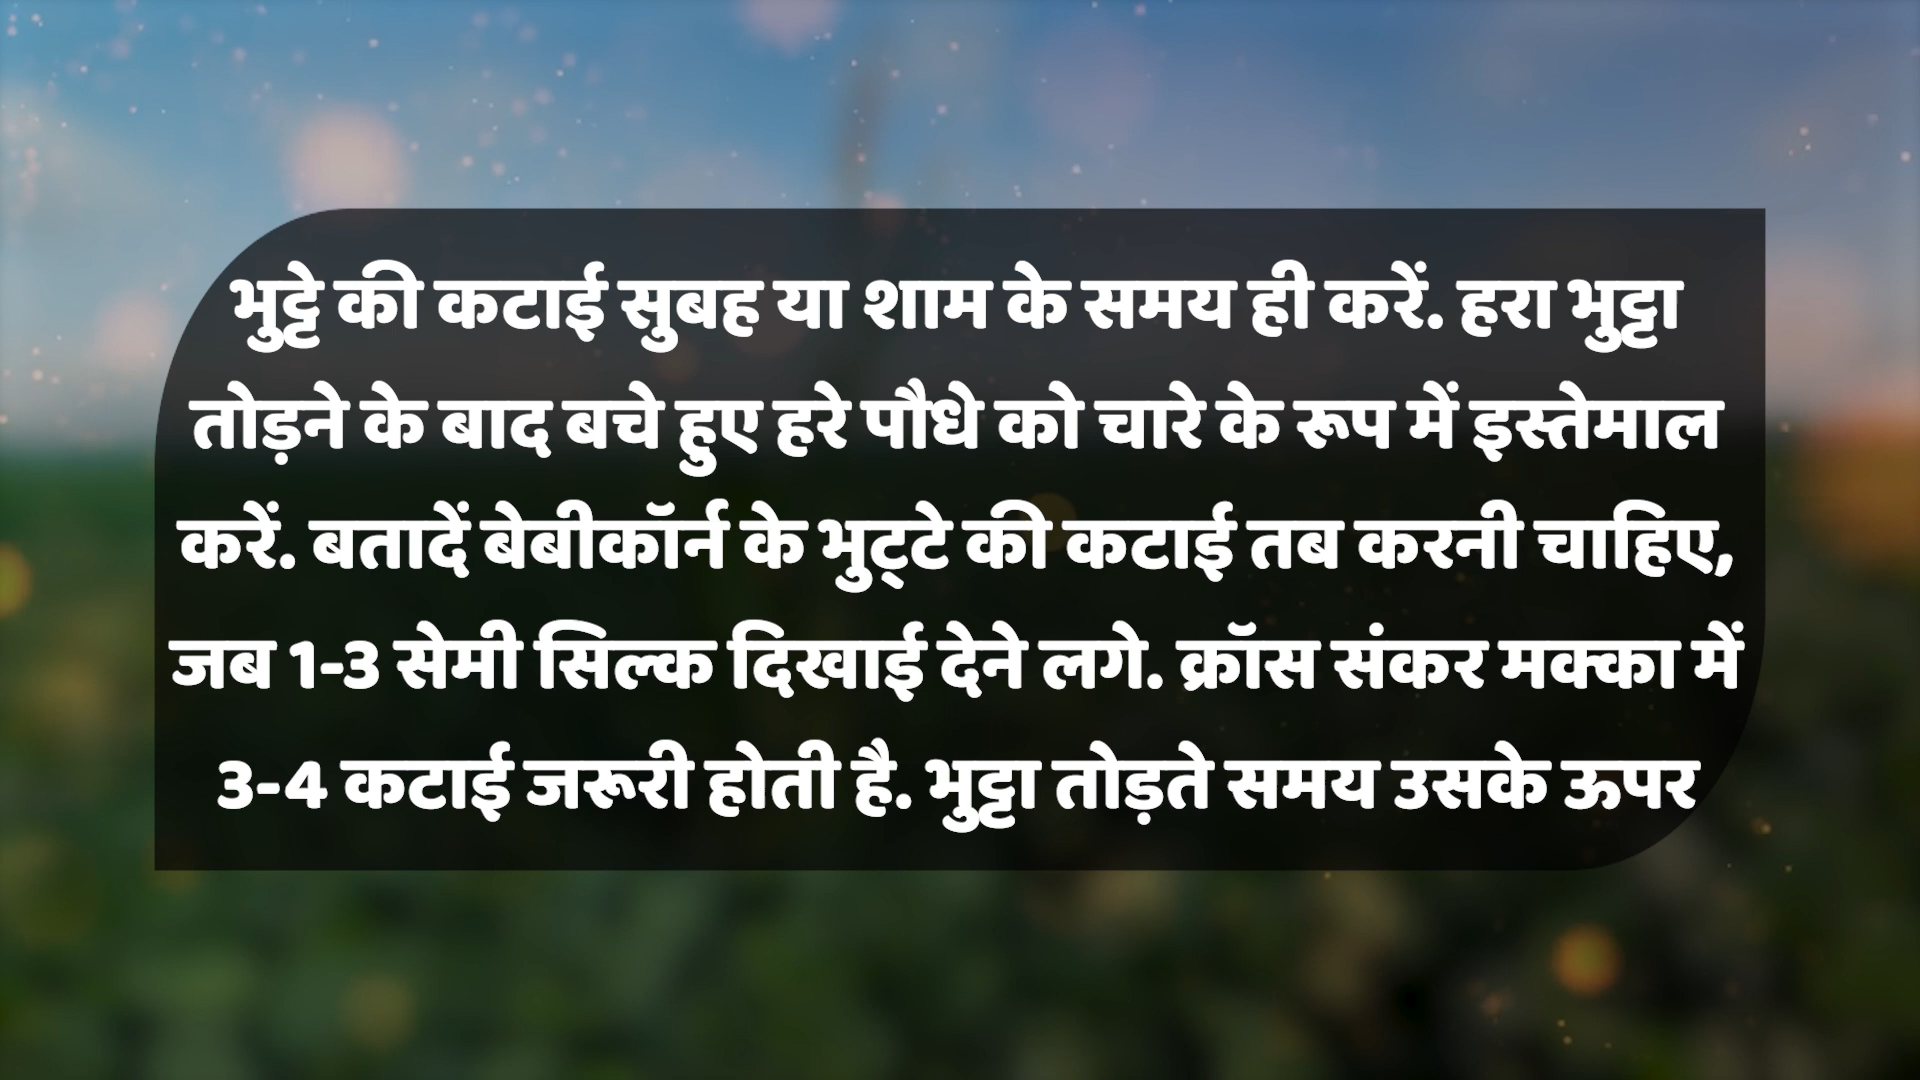 भुट्टे की कटाई सुबह या शाम के समय ही करें. हरा भुट्टा
तोड़ने के बाद बचे हुए हरे पौधे को चारे के रूप में इस्तेमाल
करें. बतादें बेबीकॉर्न के भुट्‌टे की कटाई तब करनी चाहिए,
जब 1-3 सेमी सिल्क दिखाई देने लगे. क्रॉस संकर मक्का में
3-4 कटाई जरूरी होती है. भुट्टा तोड़ते समय उसके ऊपर